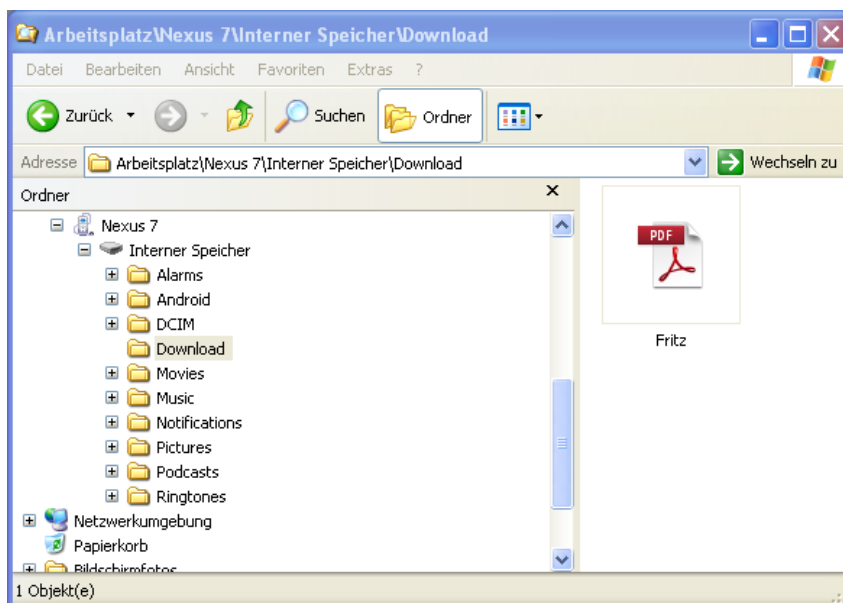 Arbeitsplatz\Nexus 7\Interner Speicher\Download
Datei Bearbeiten Ansicht Favoriten Extras ?
Zurück Suchen Ordner
Adresse Arbeitsplatz\Nexus 7\Interner Speicher\Download Wechseln zu
Ordner
Nexus 7
Interner Speicher
Alarms
Android
DCIM
Download
Movies
Music
Notifications
Pictures
Podcasts
Ringtones
Netzwerkumgebung
Papierkorb
Bildschirmfotos
PDF
Fritz
1 Objekt(e)